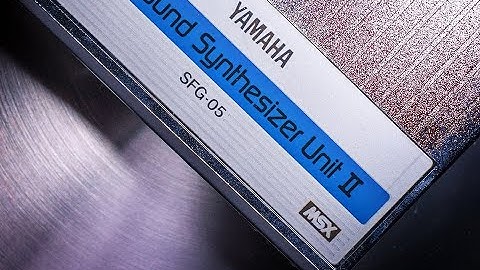 YAMAHA
ound Synthesizer Unit II
SFG-05
MSX